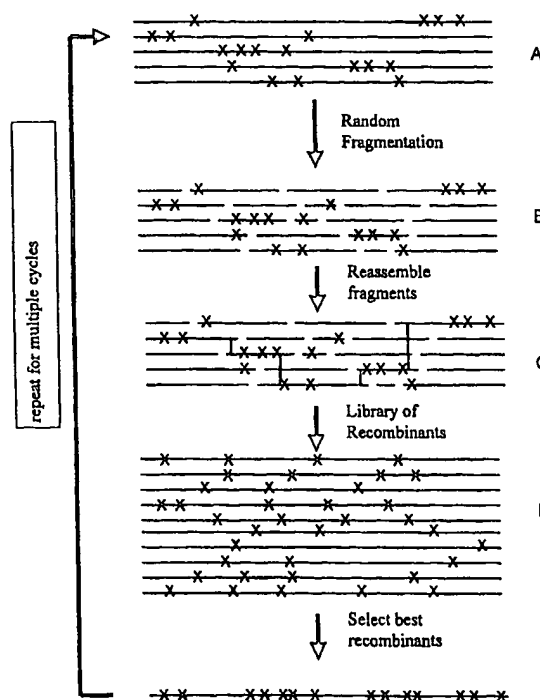 A
Random
Fragmentation
B
Reassemble
fragments
C
Library of
Recombinants
Select best
recombinants
repeat for multiple cycles